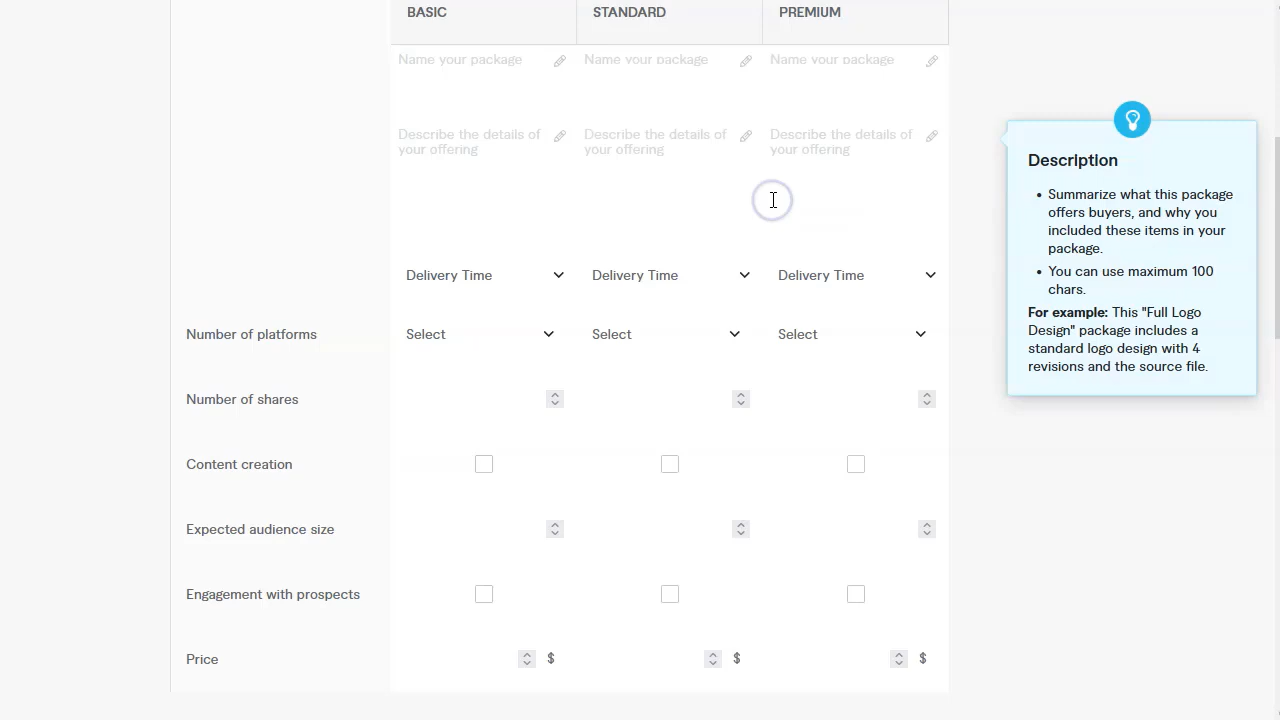 BASIC STANDARD PREMIUM
Name your package Name your package Name your package
Describe the details of your offering Describe the details of your offering Describe the details of your offering
Delivery Time Delivery Time Delivery Time
Number of platforms Select Select Select
Number of shares
Content creation
Expected audience size
Engagement with prospects
Price $ $ $
Description
• Summarize what this package
offers buyers, and why you
included these items in your
package.
• You can use maximum 100
chars.
For example: This "Full Logo
Design" package includes a
standard logo design with 4
revisions and the source file.